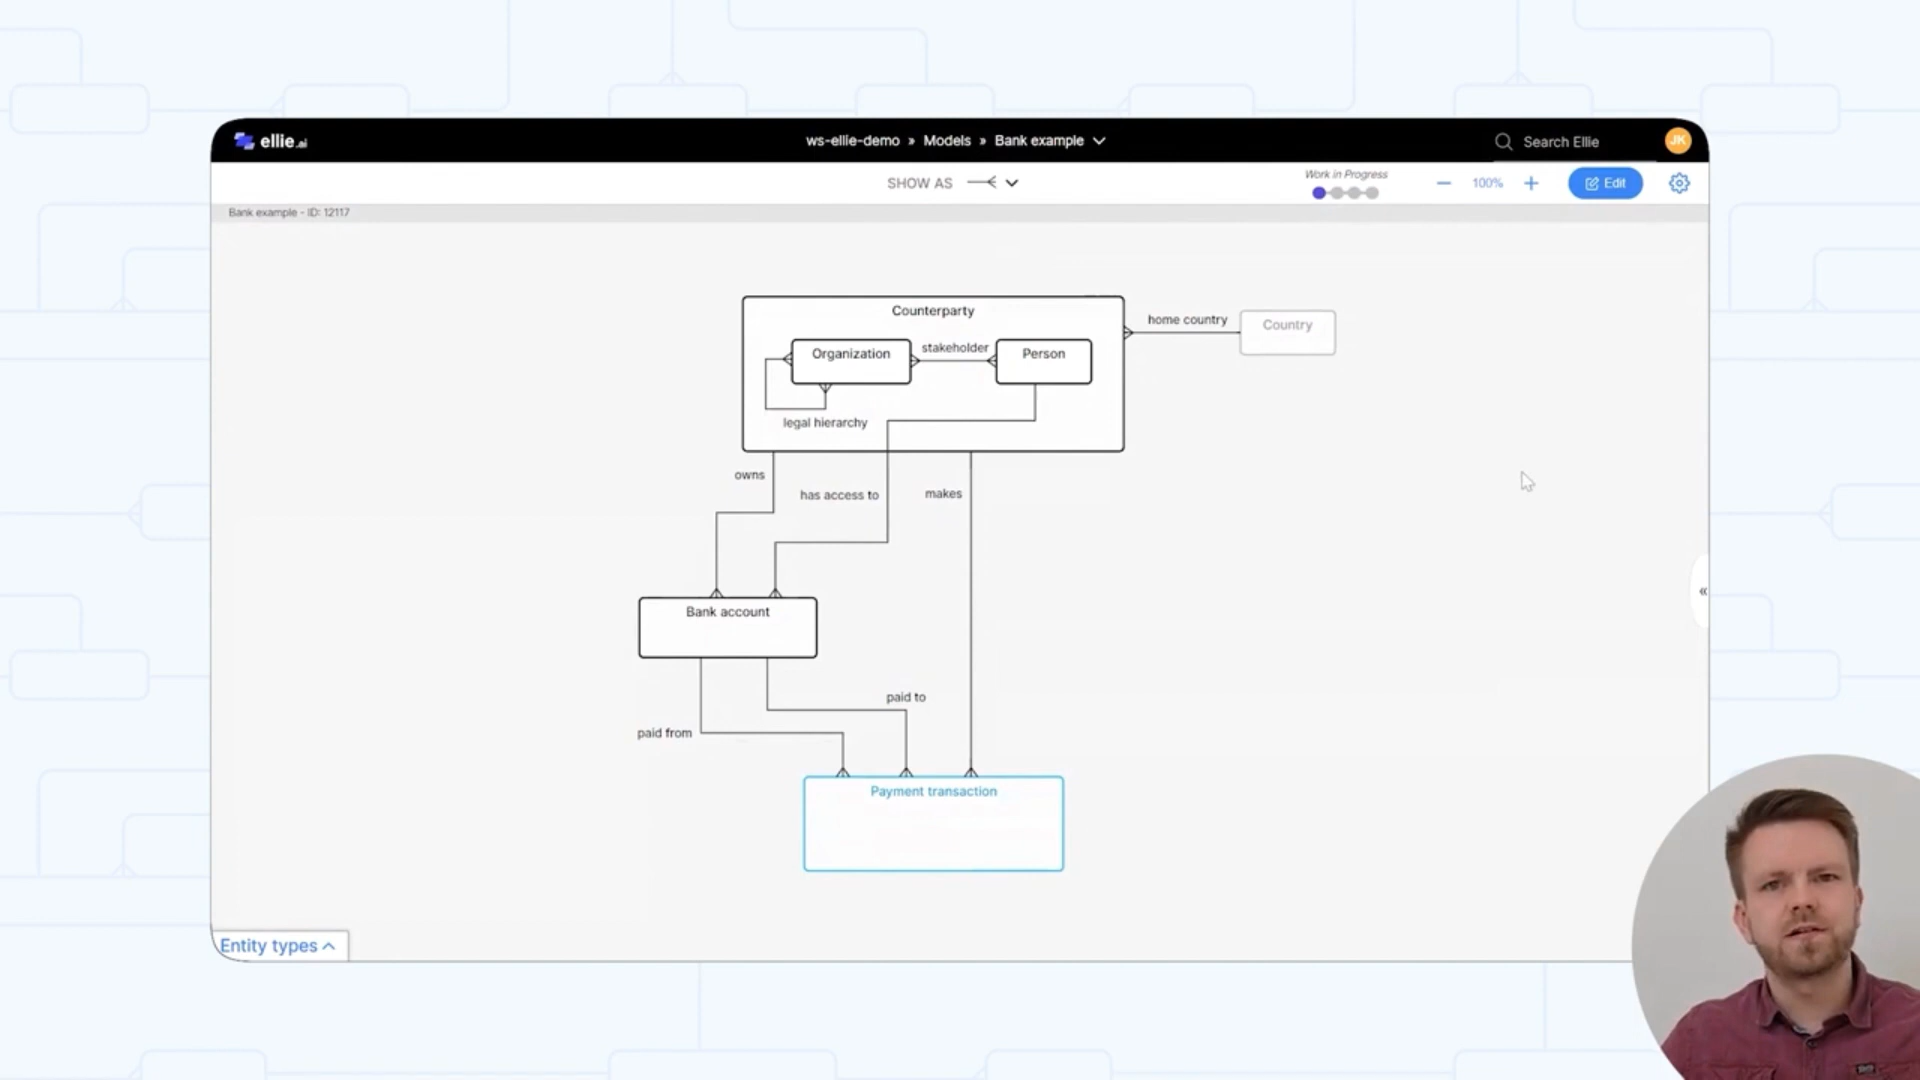 ellie.ai
ws-ellie-demo » Models » Bank example
Search Ellie
JK
SHOW AS
Work in Progress
100%
Edit
Bank example - ID: 12117
Counterparty
home country
Country
Organization
stakeholder
Person
legal hierarchy
owns
has access to
makes
Bank account
paid to
paid from
Payment transaction
«
Entity types